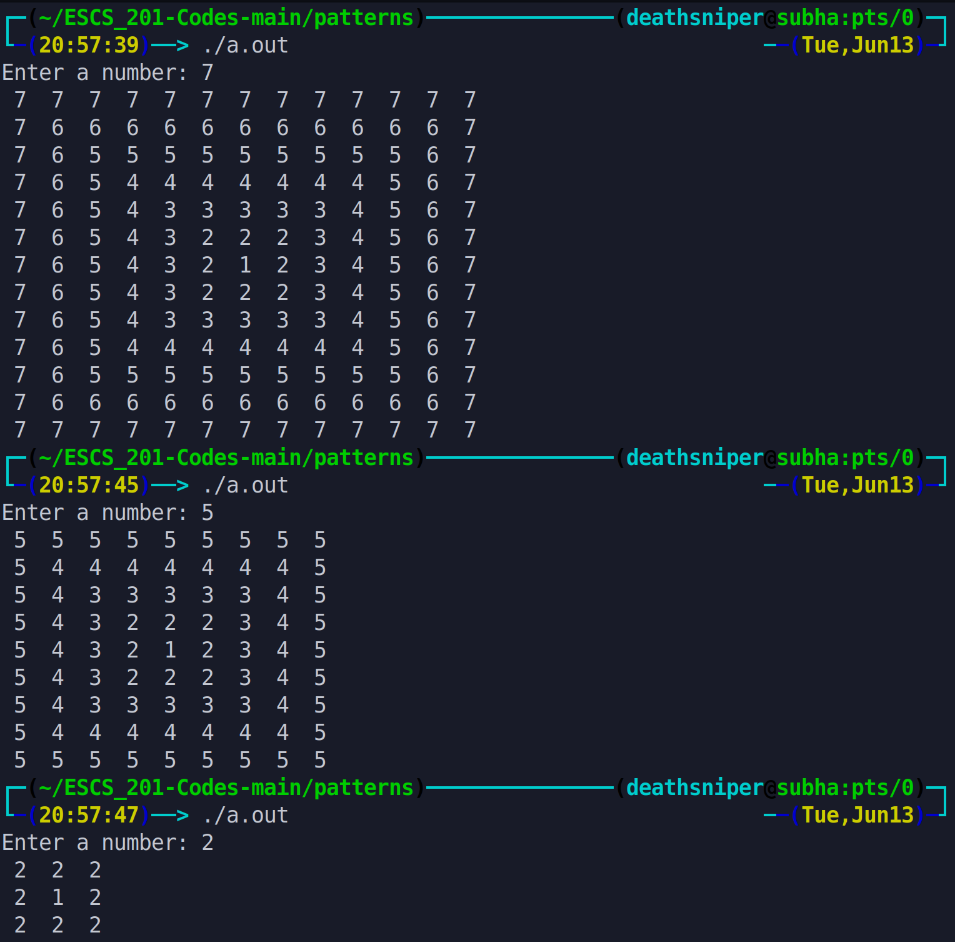 ┌─(~/ESCS_201-Codes-main/patterns)───────────────(deathsniper@subha:pts/0)─┐
└─(20:57:39)──> ./a.out                                      ──(Tue,Jun13)─┘
Enter a number: 7
 7  7  7  7  7  7  7  7  7  7  7  7  7
 7  6  6  6  6  6  6  6  6  6  6  6  7
 7  6  5  5  5  5  5  5  5  5  5  6  7
 7  6  5  4  4  4  4  4  4  4  5  6  7
 7  6  5  4  3  3  3  3  3  4  5  6  7
 7  6  5  4  3  2  2  2  3  4  5  6  7
 7  6  5  4  3  2  1  2  3  4  5  6  7
 7  6  5  4  3  2  2  2  3  4  5  6  7
 7  6  5  4  3  3  3  3  3  4  5  6  7
 7  6  5  4  4  4  4  4  4  4  5  6  7
 7  6  5  5  5  5  5  5  5  5  5  6  7
 7  6  6  6  6  6  6  6  6  6  6  6  7
 7  7  7  7  7  7  7  7  7  7  7  7  7
┌─(~/ESCS_201-Codes-main/patterns)───────────────(deathsniper@subha:pts/0)─┐
└─(20:57:45)──> ./a.out                                      ──(Tue,Jun13)─┘
Enter a number: 5
 5  5  5  5  5  5  5  5  5
 5  4  4  4  4  4  4  4  5
 5  4  3  3  3  3  3  4  5
 5  4  3  2  2  2  3  4  5
 5  4  3  2  1  2  3  4  5
 5  4  3  2  2  2  3  4  5
 5  4  3  3  3  3  3  4  5
 5  4  4  4  4  4  4  4  5
 5  5  5  5  5  5  5  5  5
┌─(~/ESCS_201-Codes-main/patterns)───────────────(deathsniper@subha:pts/0)─┐
└─(20:57:47)──> ./a.out                                      ──(Tue,Jun13)─┘
Enter a number: 2
 2  2  2
 2  1  2
 2  2  2